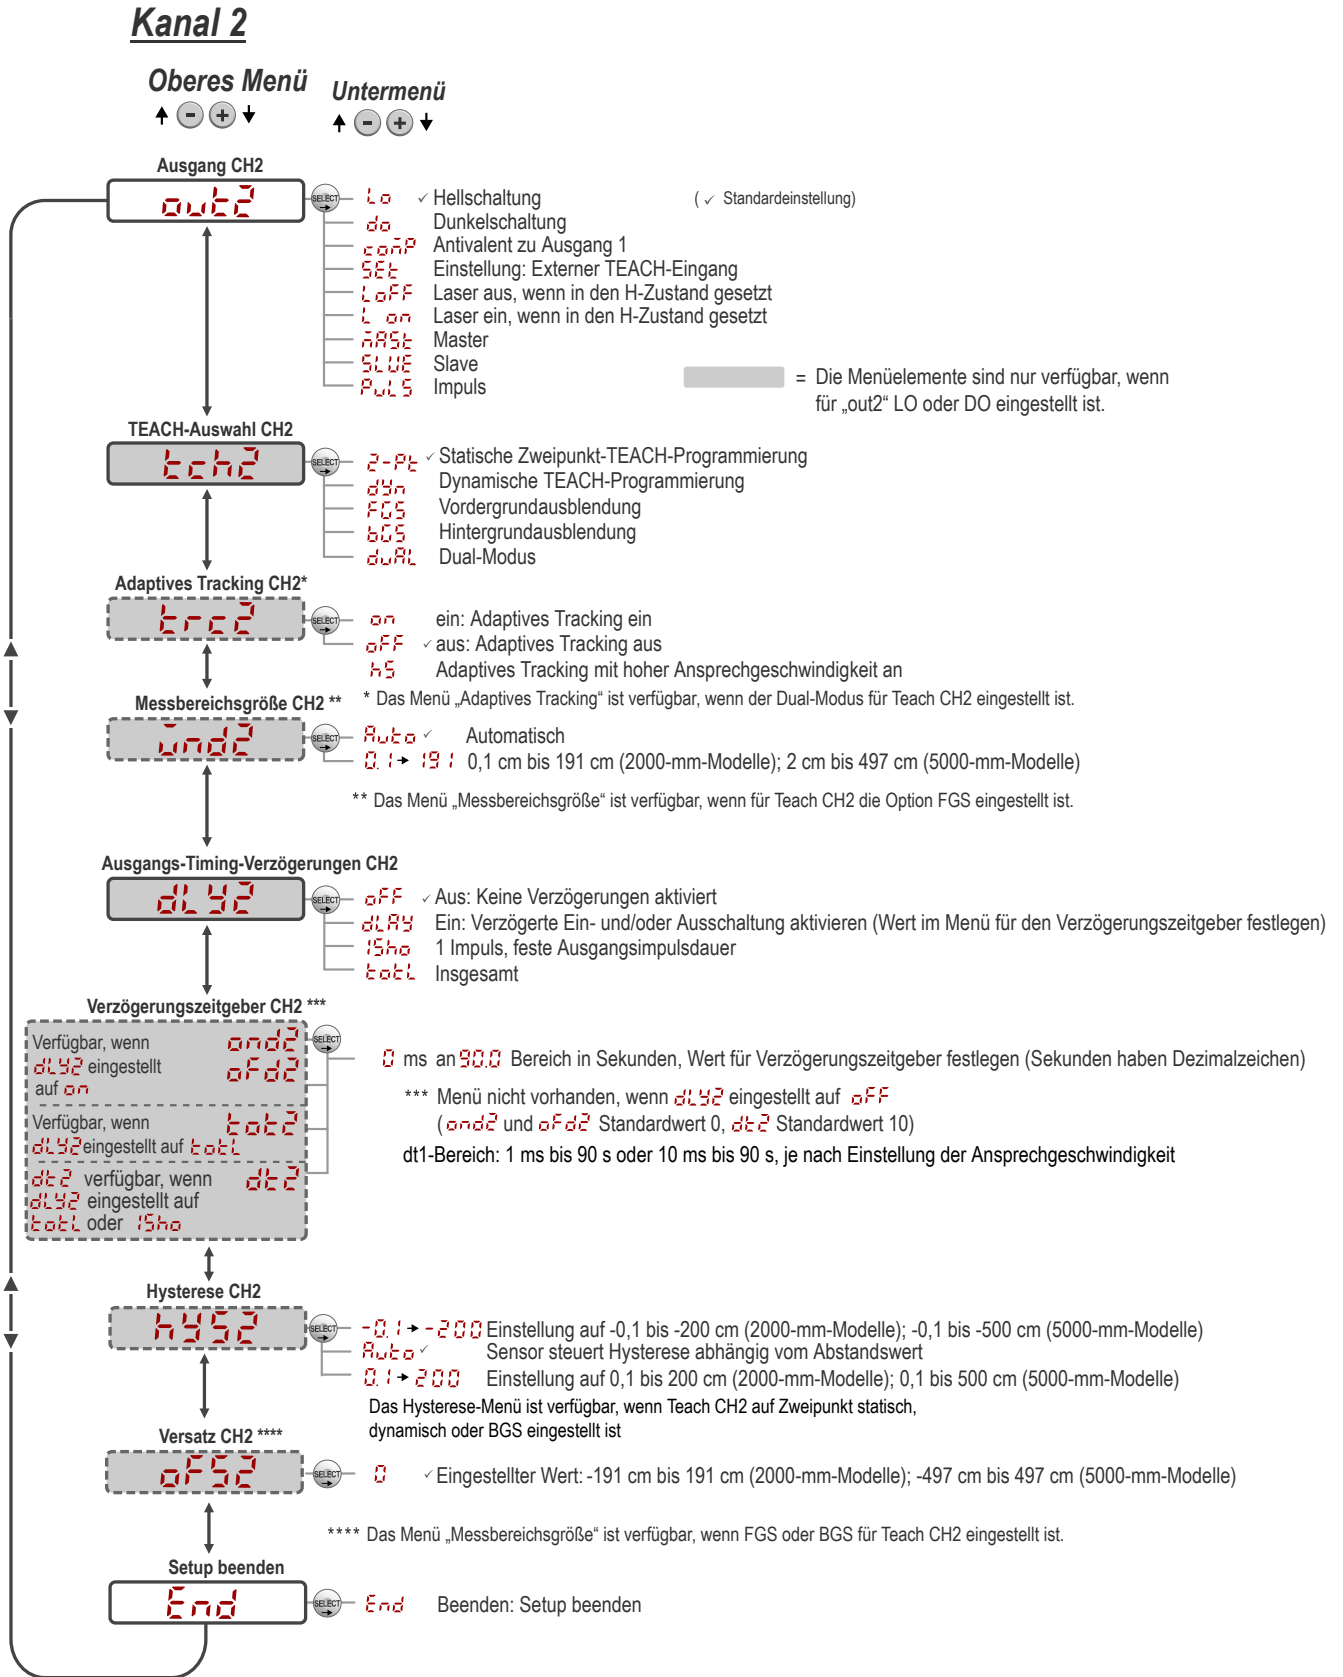 Kanal 2
Oberes Menü
Untermenü
- +
- +
Ausgang CH2
out2
SELECT
Lo ✓ Hellschaltung
( ✓ Standardeinstellung)
do Dunkelschaltung
comP Antivalent zu Ausgang 1
SEt Einstellung: Externer TEACH-Eingang
LoFF Laser aus, wenn in den H-Zustand gesetzt
L on Laser ein, wenn in den H-Zustand gesetzt
mASt Master
SLVE Slave
PuLS Impuls
= Die Menüelemente sind nur verfügbar, wenn
für „out2“ LO oder DO eingestellt ist.
TEACH-Auswahl CH2
tch2
SELECT
2-Pt ✓ Statische Zweipunkt-TEACH-Programmierung
dYn Dynamische TEACH-Programmierung
FGS Vordergrundausblendung
bGS Hintergrundausblendung
duAL Dual-Modus
Adaptives Tracking CH2*
trc2
SELECT
on ein: Adaptives Tracking ein
oFF ✓ aus: Adaptives Tracking aus
hS Adaptives Tracking mit hoher Ansprechgeschwindigkeit an
* Das Menü „Adaptives Tracking“ ist verfügbar, wenn der Dual-Modus für Teach CH2 eingestellt ist.
Messbereichsgröße CH2 **
wnd2
SELECT
Auto ✓ Automatisch
0.1 → 191 0,1 cm bis 191 cm (2000-mm-Modelle); 2 cm bis 497 cm (5000-mm-Modelle)
** Das Menü „Messbereichsgröße“ ist verfügbar, wenn für Teach CH2 die Option FGS eingestellt ist.
Ausgangs-Timing-Verzögerungen CH2
dLY2
SELECT
oFF ✓ Aus: Keine Verzögerungen aktiviert
dLAY Ein: Verzögerte Ein- und/oder Ausschaltung aktivieren (Wert im Menü für den Verzögerungszeitgeber festlegen)
1Sho 1 Impuls, feste Ausgangsimpulsdauer
totL Insgesamt
Verzögerungszeitgeber CH2 ***
Verfügbar, wenn
dLY2 eingestellt
auf on
ond2
oFd2
SELECT
0 ms an 90.0 Bereich in Sekunden, Wert für Verzögerungszeitgeber festlegen (Sekunden haben Dezimalzeichen)
*** Menü nicht vorhanden, wenn dLY2 eingestellt auf oFF
( ond2 und oFd2 Standardwert 0, dt2 Standardwert 10)
dt1-Bereich: 1 ms bis 90 s oder 10 ms bis 90 s, je nach Einstellung der Ansprechgeschwindigkeit
Verfügbar, wenn
tot2
dLY2 eingestellt auf totL
dt2 verfügbar, wenn
dt2
dLY2 eingestellt auf
totL oder 1Sho
Hysterese CH2
hYS2
SELECT
-0.1 → -200 Einstellung auf -0,1 bis -200 cm (2000-mm-Modelle); -0,1 bis -500 cm (5000-mm-Modelle)
Auto ✓ Sensor steuert Hysterese abhängig vom Abstandswert
0.1 → 200 Einstellung auf 0,1 bis 200 cm (2000-mm-Modelle); 0,1 bis 500 cm (5000-mm-Modelle)
Das Hysterese-Menü ist verfügbar, wenn Teach CH2 auf Zweipunkt statisch,
dynamisch oder BGS eingestellt ist
Versatz CH2 ****
oFS2
SELECT
0 ✓ Eingestellter Wert: -191 cm bis 191 cm (2000-mm-Modelle); -497 cm bis 497 cm (5000-mm-Modelle)
**** Das Menü „Messbereichsgröße“ ist verfügbar, wenn FGS oder BGS für Teach CH2 eingestellt ist.
Setup beenden
End
SELECT
End Beenden: Setup beenden